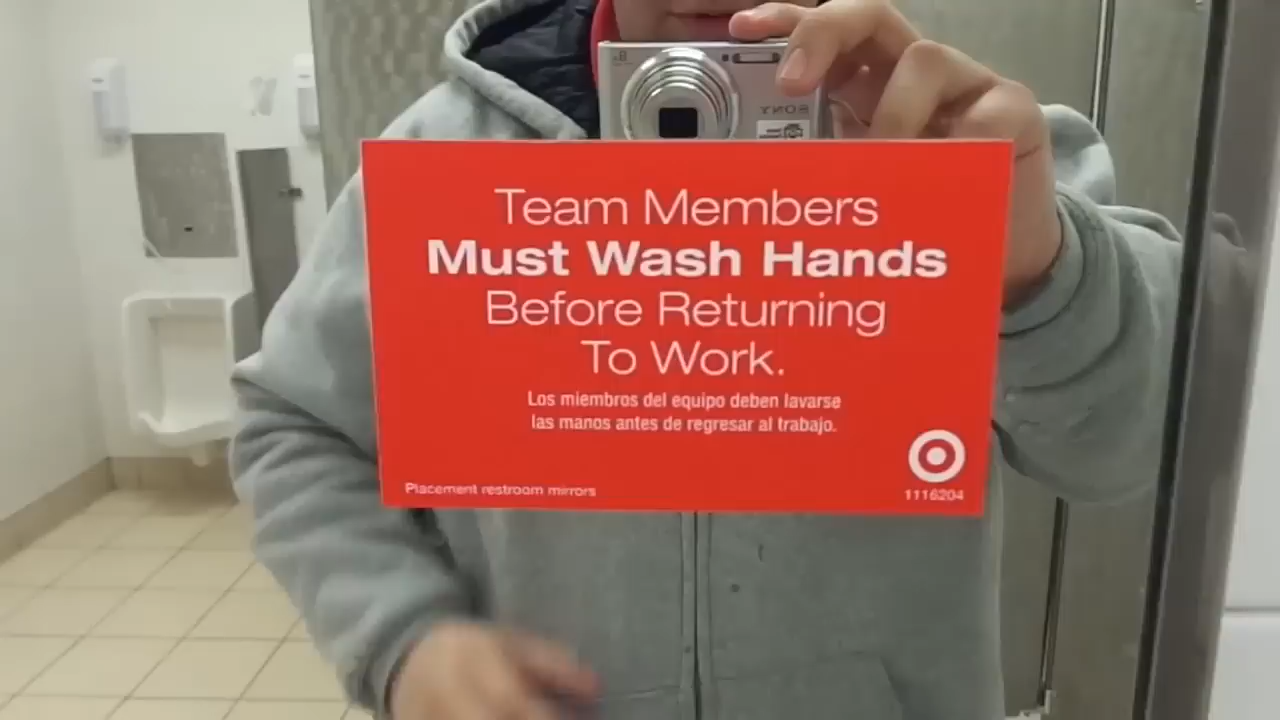 SONY
Team Members
Must Wash Hands
Before Returning
To Work.
Los miembros del equipo deben lavarse
las manos antes de regresar al trabajo.
Placement restroom mirrors
1116204